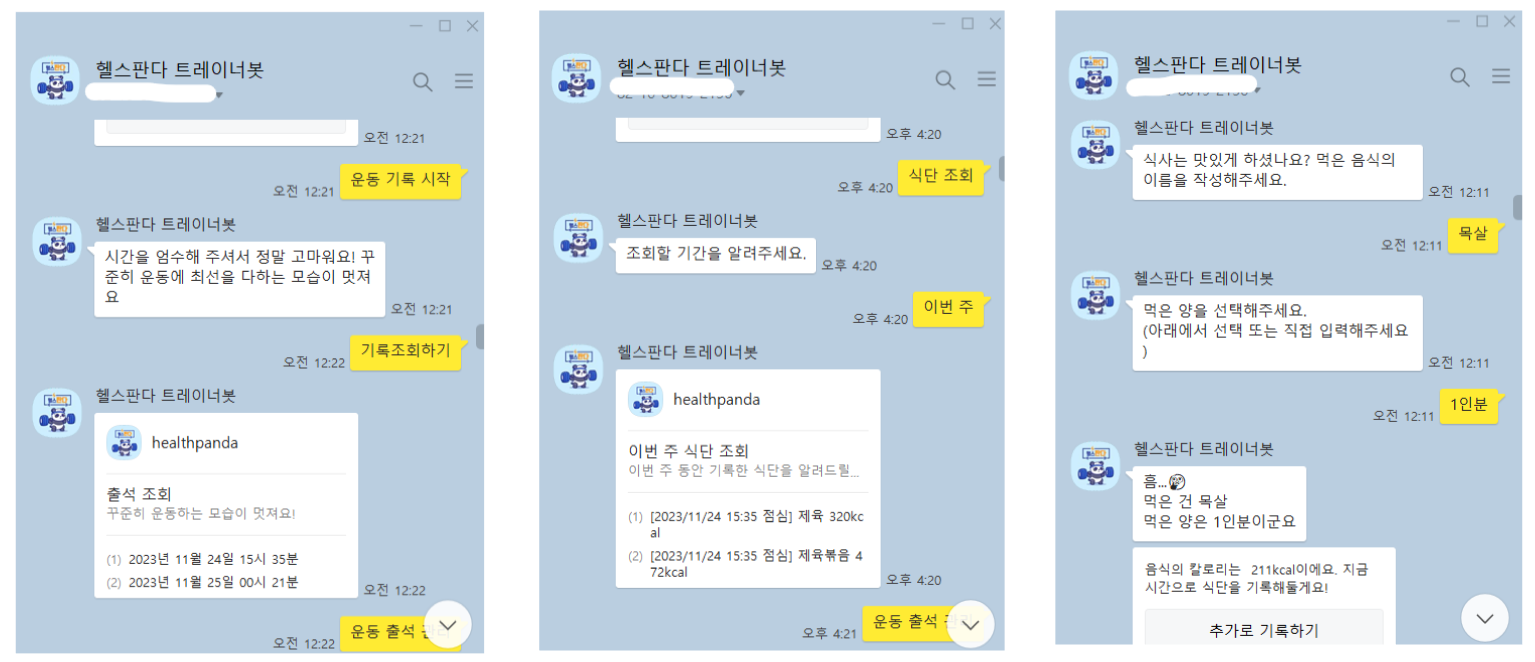 헬스판다 트레이너봇
오전 12:21
운동 기록 시작
오전 12:21
헬스판다 트레이너봇
시간을 엄수해 주셔서 정말 고마워요! 꾸
준히 운동에 최선을 다하는 모습이 멋져
요
오전 12:21
기록조회하기
오전 12:22
헬스판다 트레이너봇
healthpanda
출석 조회
꾸준히 운동하는 모습이 멋져요!
(1) 2023년 11월 24일 15시 35분
(2) 2023년 11월 25일 00시 21분
오전 12:22
운동 출석
오전 12:22
헬스판다 트레이너봇
오후 4:20
식단 조회
오후 4:20
헬스판다 트레이너봇
조회할 기간을 알려주세요.
오후 4:20
이번 주
오후 4:20
헬스판다 트레이너봇
healthpanda
이번 주 식단 조회
이번 주 동안 기록한 식단을 알려드릴...
(1) [2023/11/24 15:35 점심] 제육 320kc
al
(2) [2023/11/24 15:35 점심] 제육볶음 4
72kcal
오후 4:20
운동 출석
오후 4:21
헬스판다 트레이너봇
헬스판다 트레이너봇
식사는 맛있게 하셨나요? 먹은 음식의
이름을 작성해주세요.
오전 12:11
목살
오전 12:11
헬스판다 트레이너봇
먹은 양을 선택해주세요.
(아래에서 선택 또는 직접 입력해주세요
)
오전 12:11
1인분
오전 12:11
헬스판다 트레이너봇
흠...
먹은 건 목살
먹은 양은 1인분이군요
음식의 칼로리는 211kcal이에요. 지금
시간으로 식단을 기록해둘게요!
추가로 기록하기